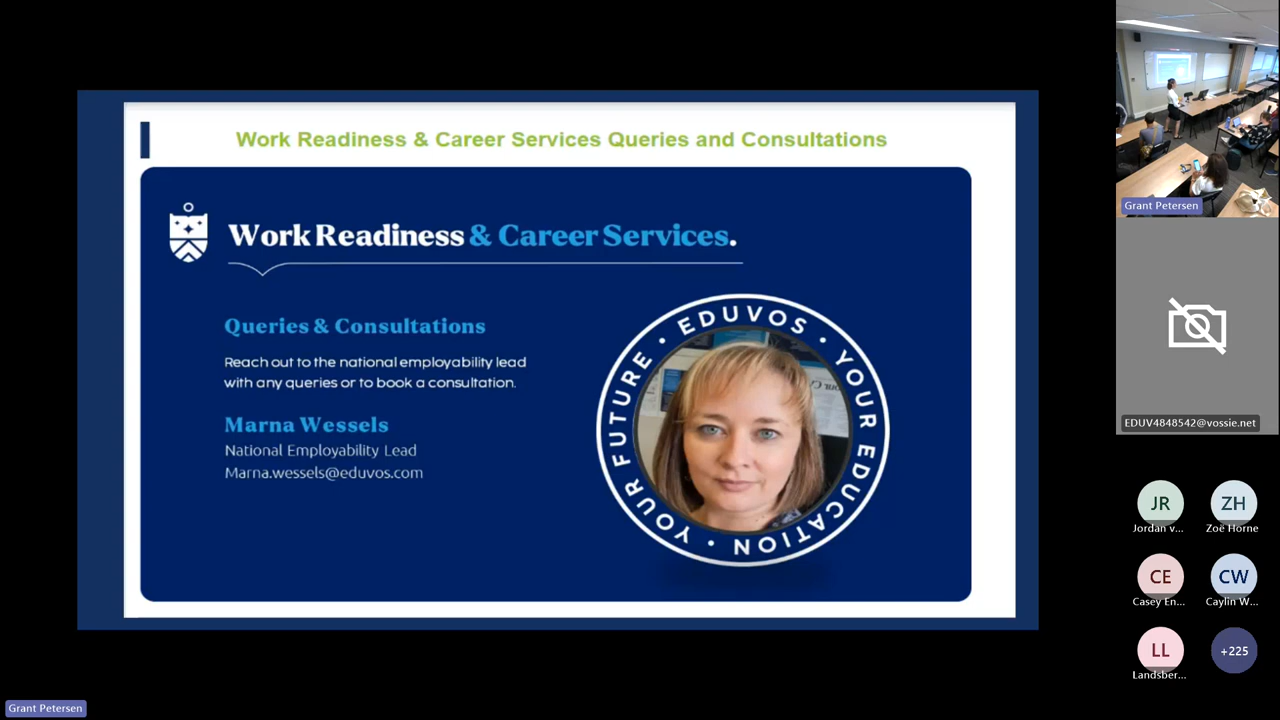 Work Readiness & Career Services Queries and Consultations
Work Readiness & Career Services.
Queries & Consultations
Reach out to the national employability lead
with any queries or to book a consultation.
Marna Wessels
National Employability Lead
Marna.wessels@eduvos.com
EDUVOS • YOUR EDUCATION • YOUR FUTURE •
Grant Petersen
EDUV4848542@vossie.net
JR
Jordan v...
ZH
Zoë Horne
CE
Casey En...
CW
Caylin W...
LL
Landsber...
+225
Grant Petersen